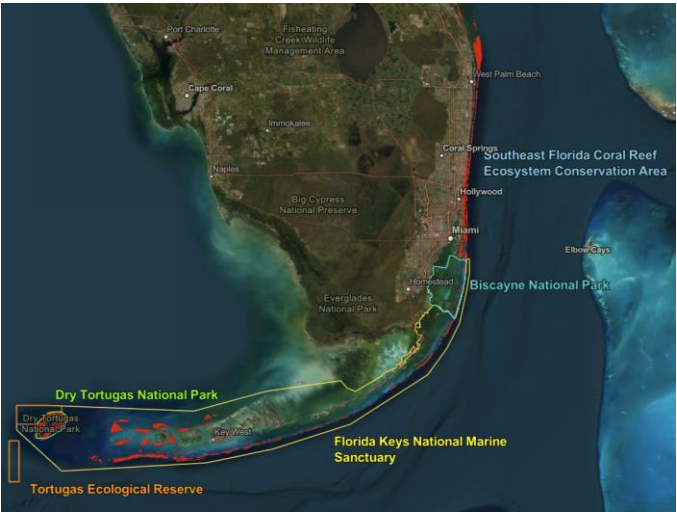 Port Charlotte
Fisheating
Creek Wildlife
Management Area
West Palm Beach
Cape Coral
Immokalee
Coral Springs
Southeast Florida Coral Reef
Ecosystem Conservation Area
Naples
Big Cypress
National Preserve
Hollywood
Miami
Elbow Cays
Homestead
Biscayne National Park
Everglades
National Park
Dry Tortugas National Park
Dry Tortugas
National Park
Key West
Florida Keys National Marine
Sanctuary
Tortugas Ecological Reserve